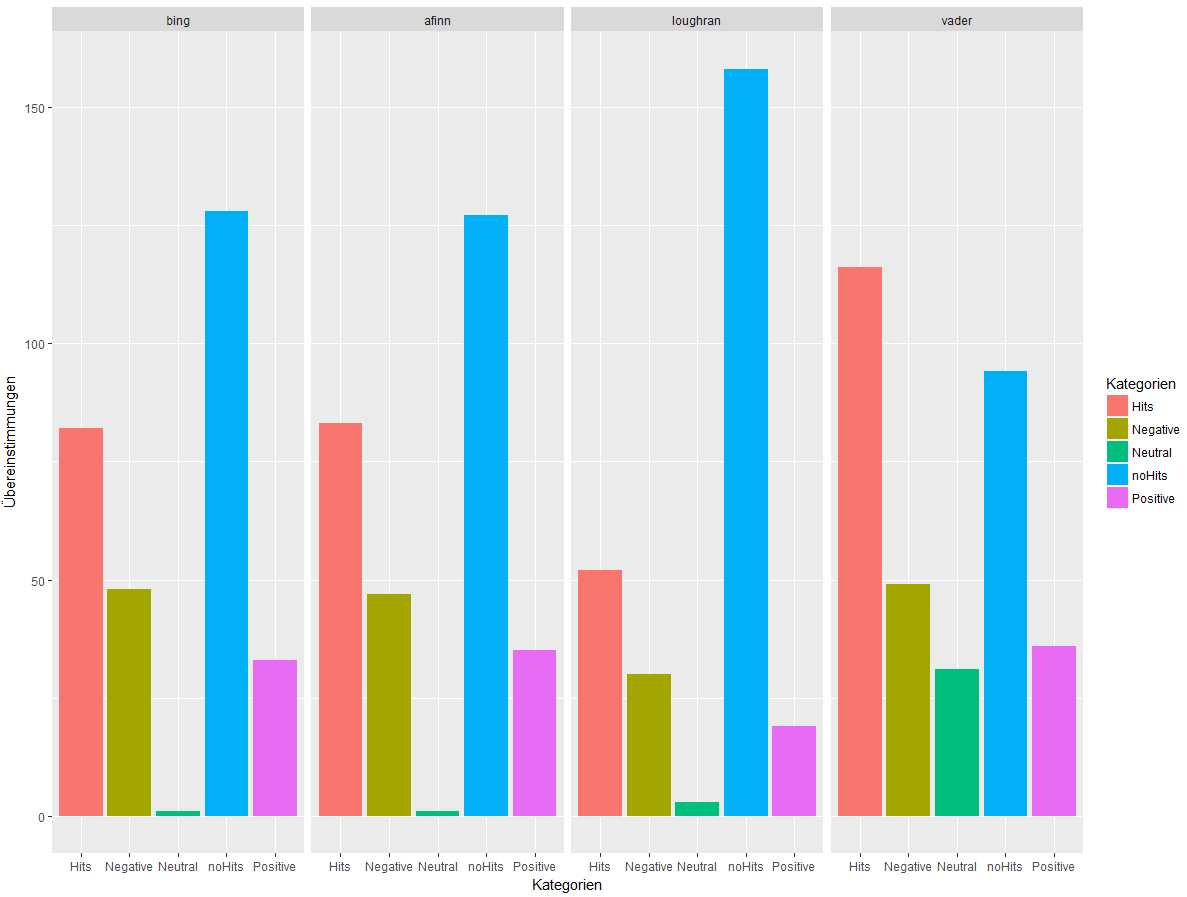 bing afinn loughran vader
150
100
50
0
Übereinstimmungen
Hits Negative Neutral noHits Positive Hits Negative Neutral noHits Positive Hits Negative Neutral noHits Positive Hits Negative Neutral noHits Positive
Kategorien
Kategorien
Hits
Negative
Neutral
noHits
Positive